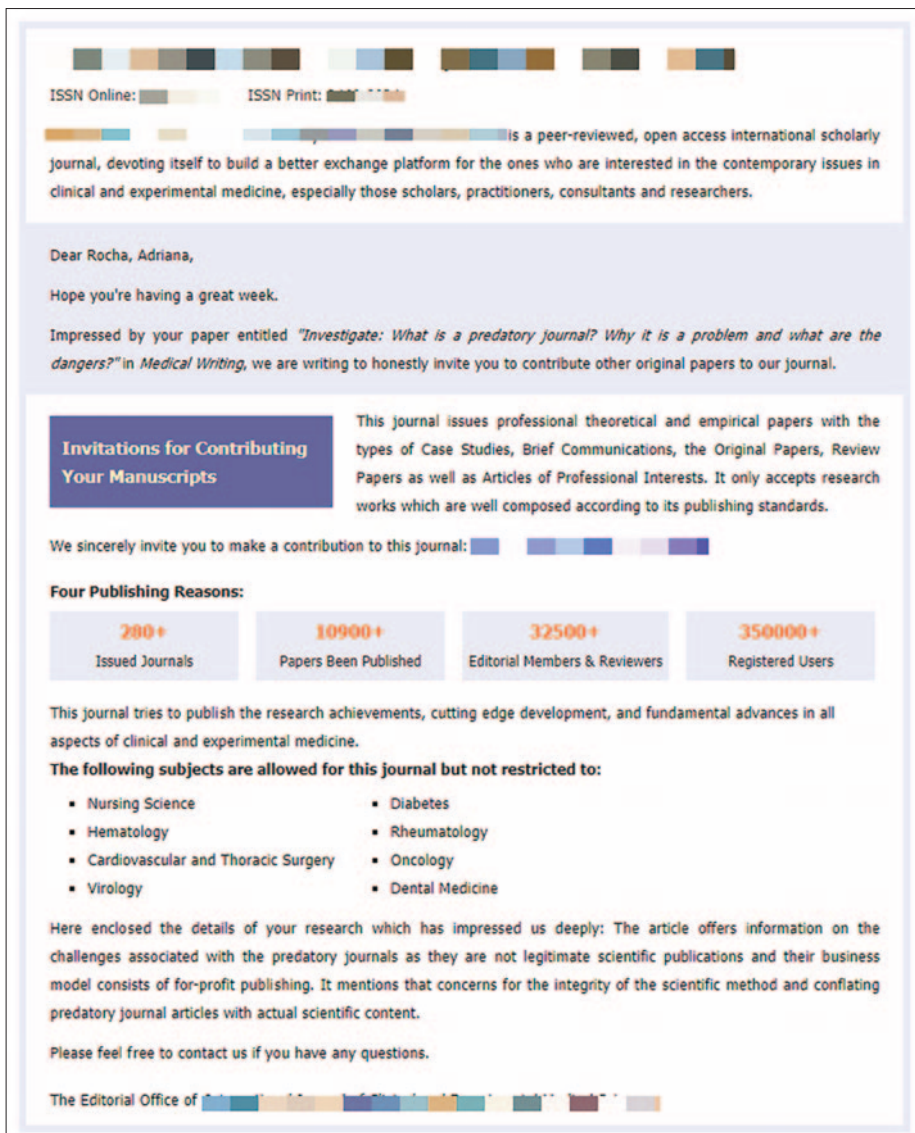 ISSN Online: ISSN Print:
is a peer-reviewed, open access international scholarly
journal, devoting itself to build a better exchange platform for the ones who are interested in the contemporary issues in
clinical and experimental medicine, especially those scholars, practitioners, consultants and researchers.
Dear Rocha, Adriana,
Hope you're having a great week.
Impressed by your paper entitled "Investigate: What is a predatory journal? Why it is a problem and what are the
dangers?" in Medical Writing, we are writing to honestly invite you to contribute other original papers to our journal.
Invitations for Contributing
Your Manuscripts
This journal issues professional theoretical and empirical papers with the
types of Case Studies, Brief Communications, the Original Papers, Review
Papers as well as Articles of Professional Interests. It only accepts research
works which are well composed according to its publishing standards.
We sincerely invite you to make a contribution to this journal:
Four Publishing Reasons:
280+ 10900+ 32500+ 350000+
Issued Journals Papers Been Published Editorial Members & Reviewers Registered Users
This journal tries to publish the research achievements, cutting edge development, and fundamental advances in all
aspects of clinical and experimental medicine.
The following subjects are allowed for this journal but not restricted to:
▪ Nursing Science ▪ Diabetes
▪ Hematology ▪ Rheumatology
▪ Cardiovascular and Thoracic Surgery ▪ Oncology
▪ Virology ▪ Dental Medicine
Here enclosed the details of your research which has impressed us deeply: The article offers information on the
challenges associated with the predatory journals as they are not legitimate scientific publications and their business
model consists of for-profit publishing. It mentions that concerns for the integrity of the scientific method and conflating
predatory journal articles with actual scientific content.
Please feel free to contact us if you have any questions.
The Editorial Office of